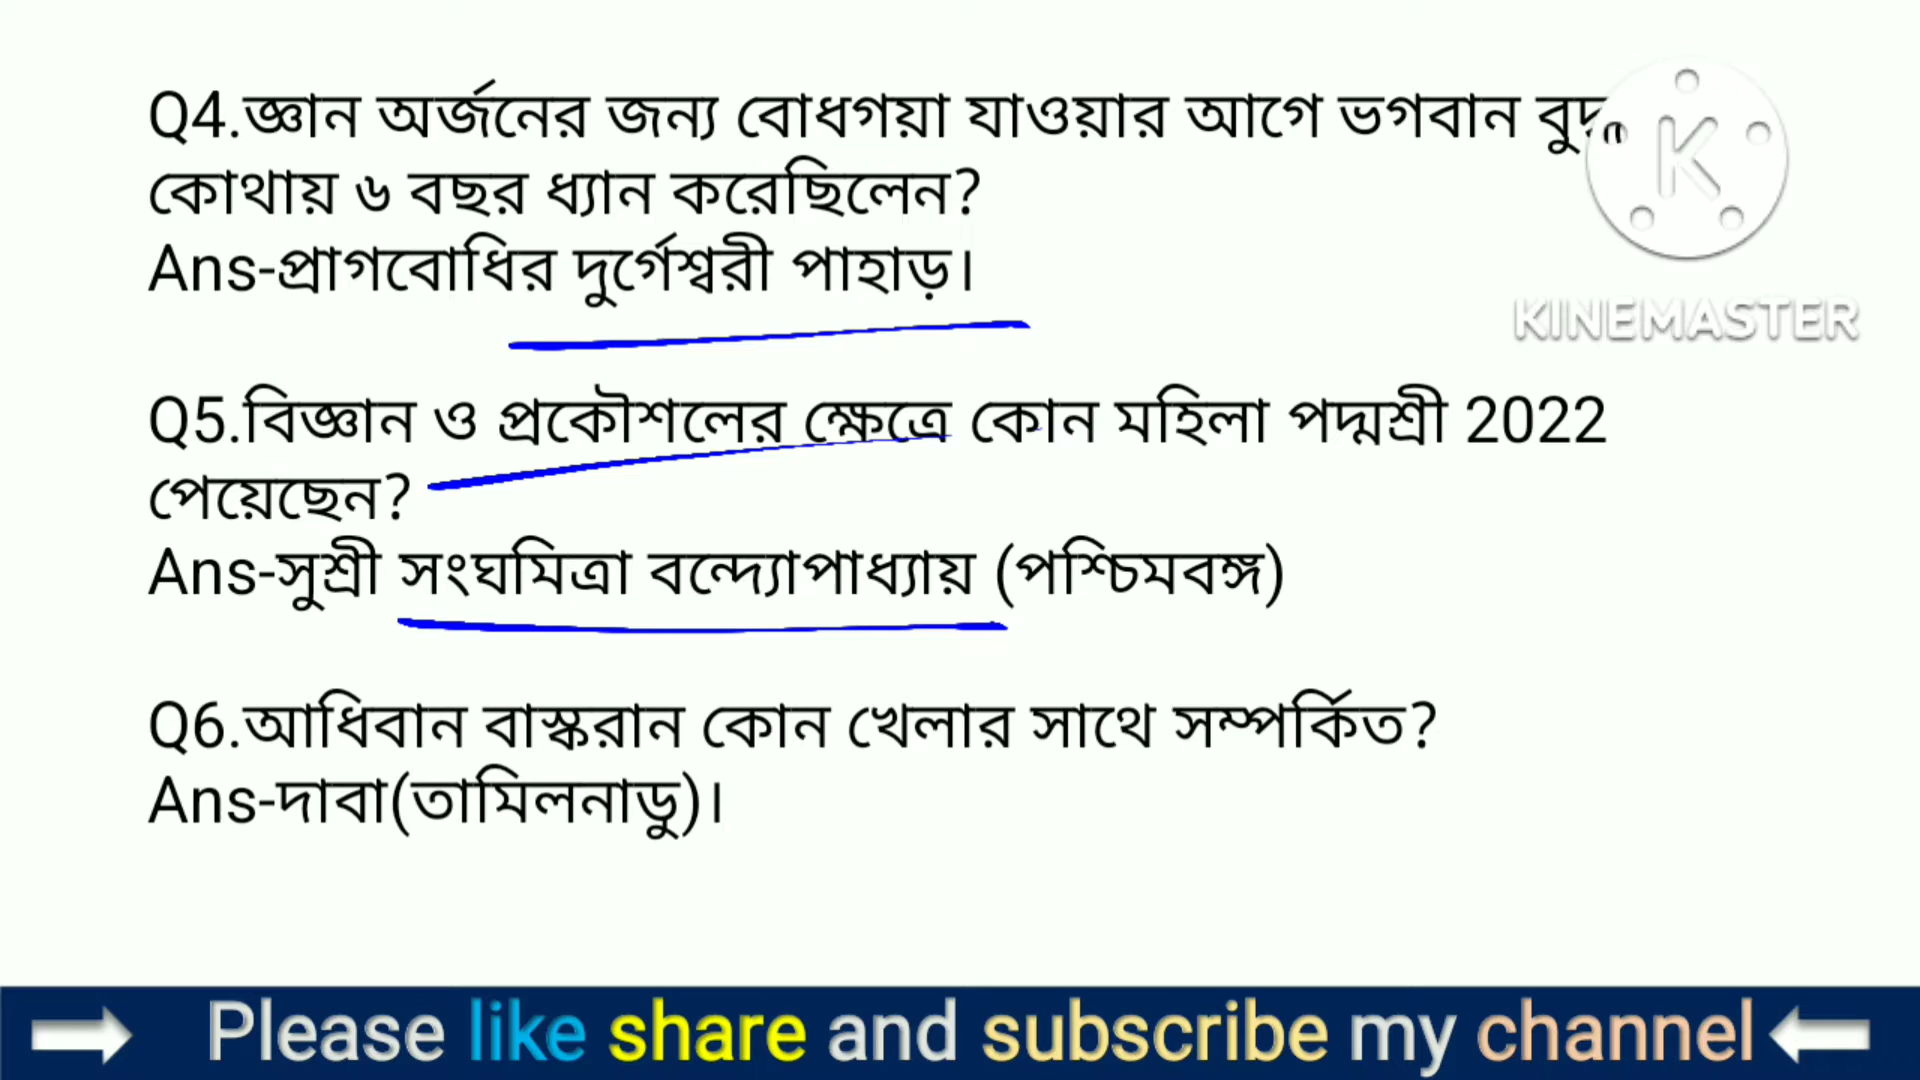 Q4.জ্ঞান অর্জনের জন্য বোধগয়া যাওয়ার আগে ভগবান
কোথায় ৬ বছর ধ্যান করেছিলেন?
Ans-প্রাগবোধির দুর্গেশ্বরী পাহাড়।
K
KINEMASTER
Q5.বিজ্ঞান ও প্রকৌশলের ক্ষেত্রে কোন মহিলা পদ্মশ্রী 2022
পেয়েছেন?
Ans-সুশ্রী সংঘমিত্রা বন্দ্যোপাধ্যায় (পশ্চিমবঙ্গ)
Q6.আধিবান বাস্করান কোন খেলার সাথে সম্পর্কিত?
Ans-দাবা(তামিলনাডু)।
Please like share and subscribe my channel